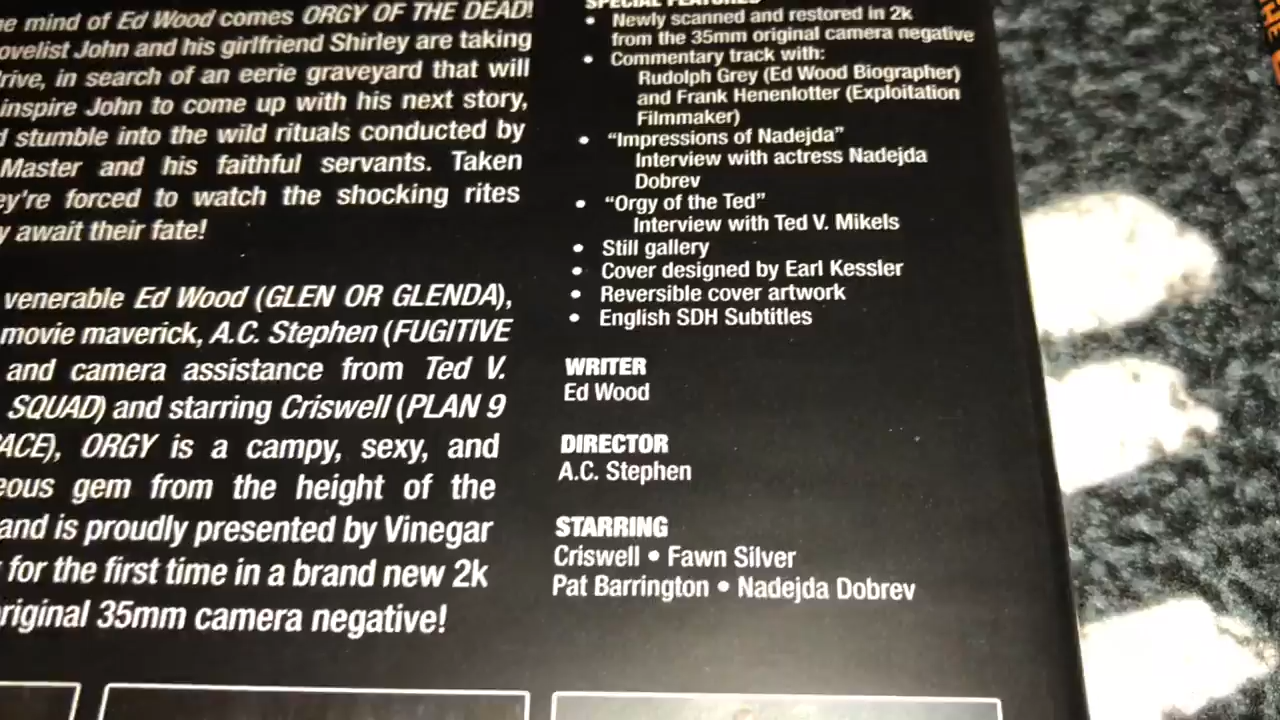 mind of Ed Wood comes ORGY OF THE DEAD!
John and his girlfriend Shirley are taking
in search of an eerie graveyard that will
inspire John to come up with his next story,
stumble into the wild rituals conducted by
Master and his faithful servants. Taken
forced to watch the shocking rites
await their fate!
venerable Ed Wood (GLEN OR GLENDA),
movie maverick, A.C. Stephen (FUGITIVE
and camera assistance from Ted V.
SQUAD) and starring Criswell (PLAN 9
ORGY is a campy, sexy, and
gem from the height of the
and is proudly presented by Vinegar
for the first time in a brand new 2k
35mm camera negative!
SPECIAL FEATURES
• Newly scanned and restored in 2k
from the 35mm original camera negative
• Commentary track with:
Rudolph Grey (Ed Wood Biographer)
and Frank Henenlotter (Exploitation
Filmmaker)
• “Impressions of Nadejda”
Interview with actress Nadejda
Dobrev
• “Orgy of the Ted”
Interview with Ted V. Mikels
• Still gallery
• Cover designed by Earl Kessler
• Reversible cover artwork
• English SDH Subtitles
WRITER
Ed Wood
DIRECTOR
A.C. Stephen
STARRING
Criswell • Fawn Silver
Pat Barrington • Nadejda Dobrev
THE